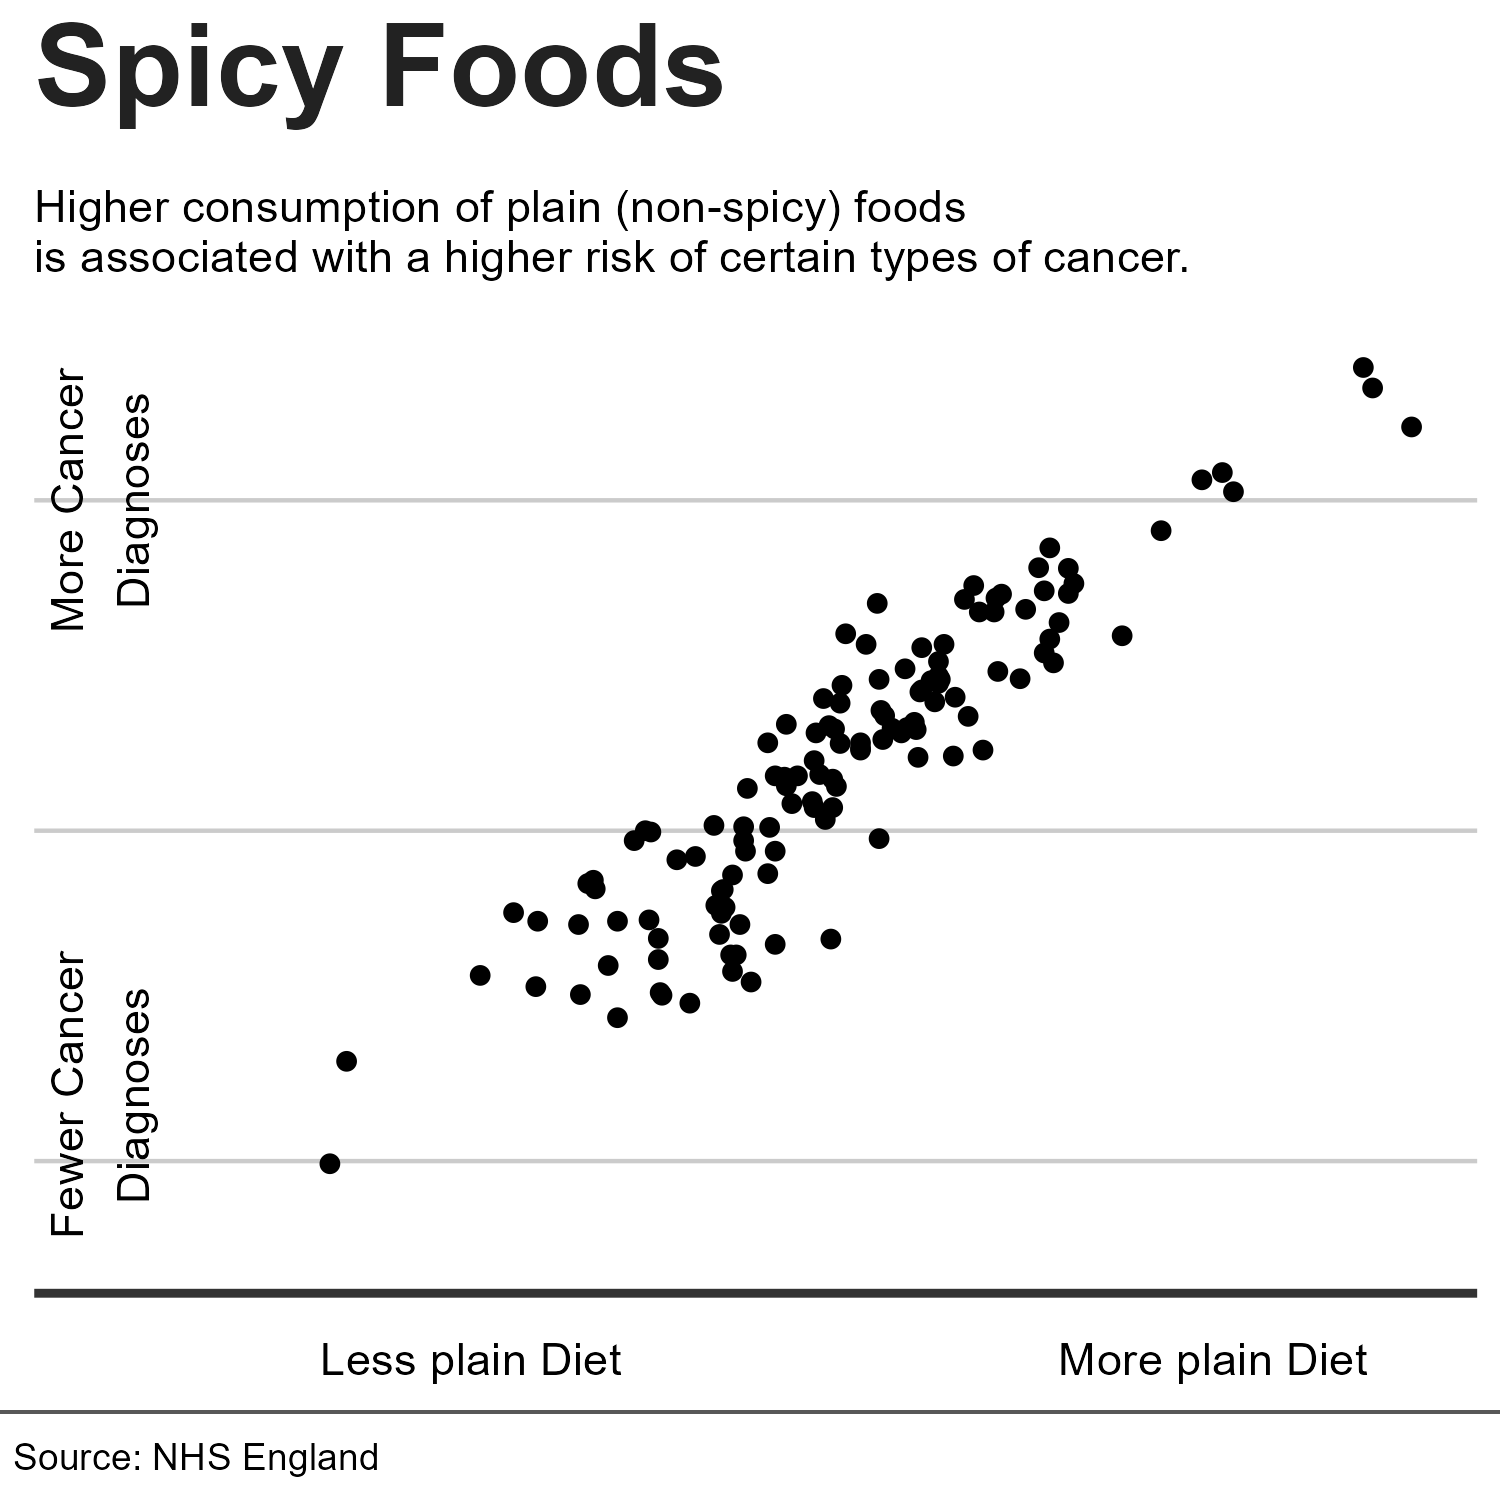 Spicy Foods
Higher consumption of plain (non-spicy) foods
is associated with a higher risk of certain types of cancer.
More Cancer
Diagnoses
Fewer Cancer
Diagnoses
Less plain Diet
More plain Diet
Source: NHS England